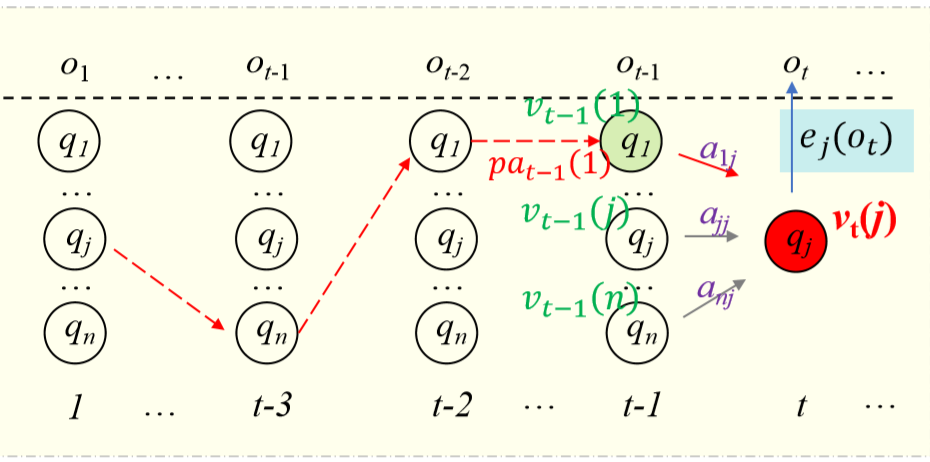 o1 ... ot-1 ot-2 ot-1 ot ...
vt−1(1)
q1 q1 q1 q1 a1j ej(ot)
pat−1(1)
... ... ... ...
vt−1(j) vt(j)
qj qj qj qj ajj qj
... ... ... ...
vt−1(n) anj
qn qn qn qn
1 ... t-3 t-2 ... t-1 t ...